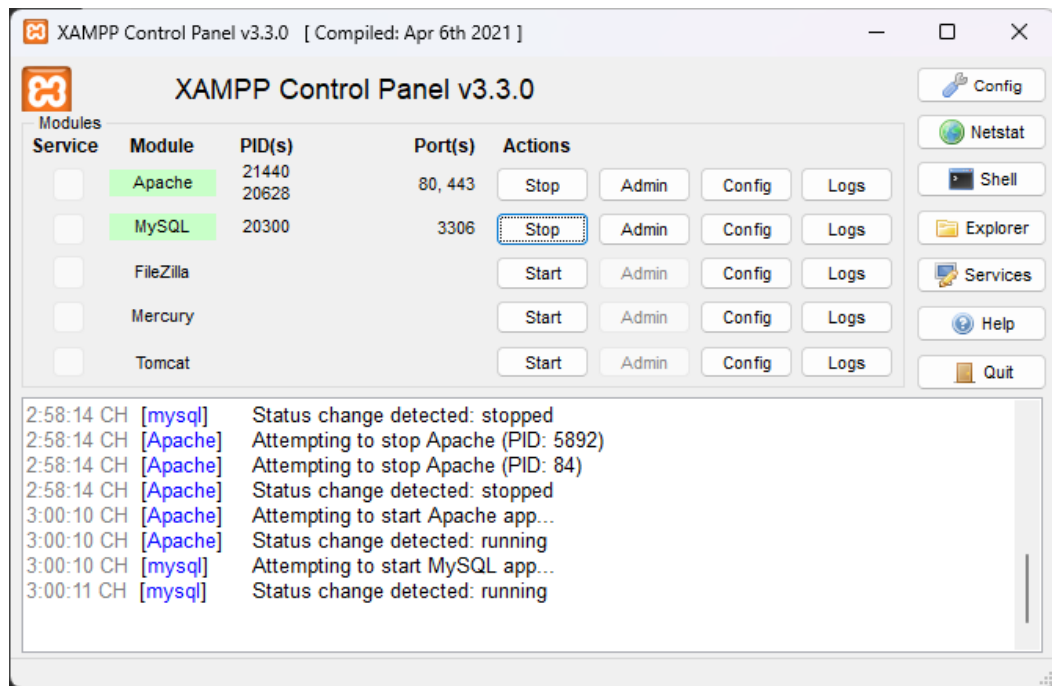 XAMPP Control Panel v3.3.0 [ Compiled: Apr 6th 2021 ]
XAMPP Control Panel v3.3.0
Config
Modules
Service Module PID(s) Port(s) Actions
Netstat
Apache 21440 20628 80, 443 Stop Admin Config Logs
Shell
MySQL 20300 3306 Stop Admin Config Logs
Explorer
FileZilla Start Admin Config Logs
Services
Mercury Start Admin Config Logs
Help
Tomcat Start Admin Config Logs
Quit
2:58:14 CH [mysql] Status change detected: stopped
2:58:14 CH [Apache] Attempting to stop Apache (PID: 5892)
2:58:14 CH [Apache] Attempting to stop Apache (PID: 84)
2:58:14 CH [Apache] Status change detected: stopped
3:00:10 CH [Apache] Attempting to start Apache app...
3:00:10 CH [Apache] Status change detected: running
3:00:10 CH [mysql] Attempting to start MySQL app...
3:00:11 CH [mysql] Status change detected: running